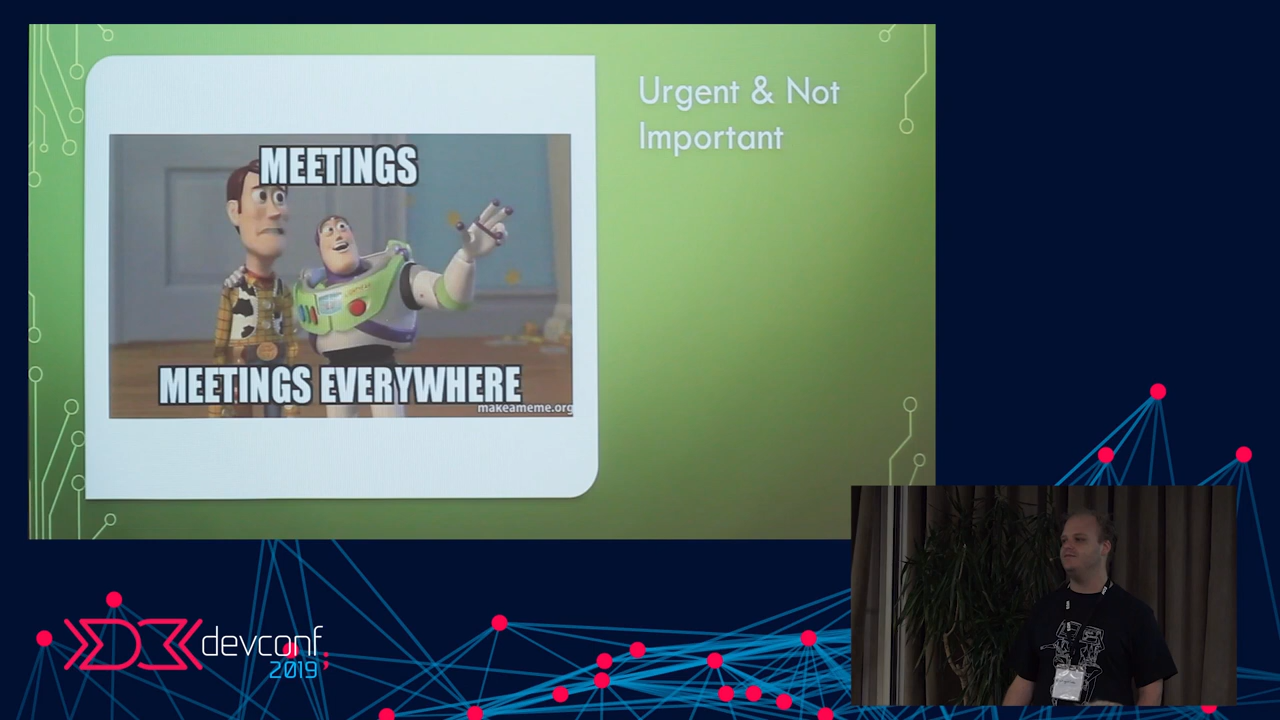 Urgent & Not
Important
MEETINGS
MEETINGS EVERYWHERE
makeameme.org
devconf
2019
;